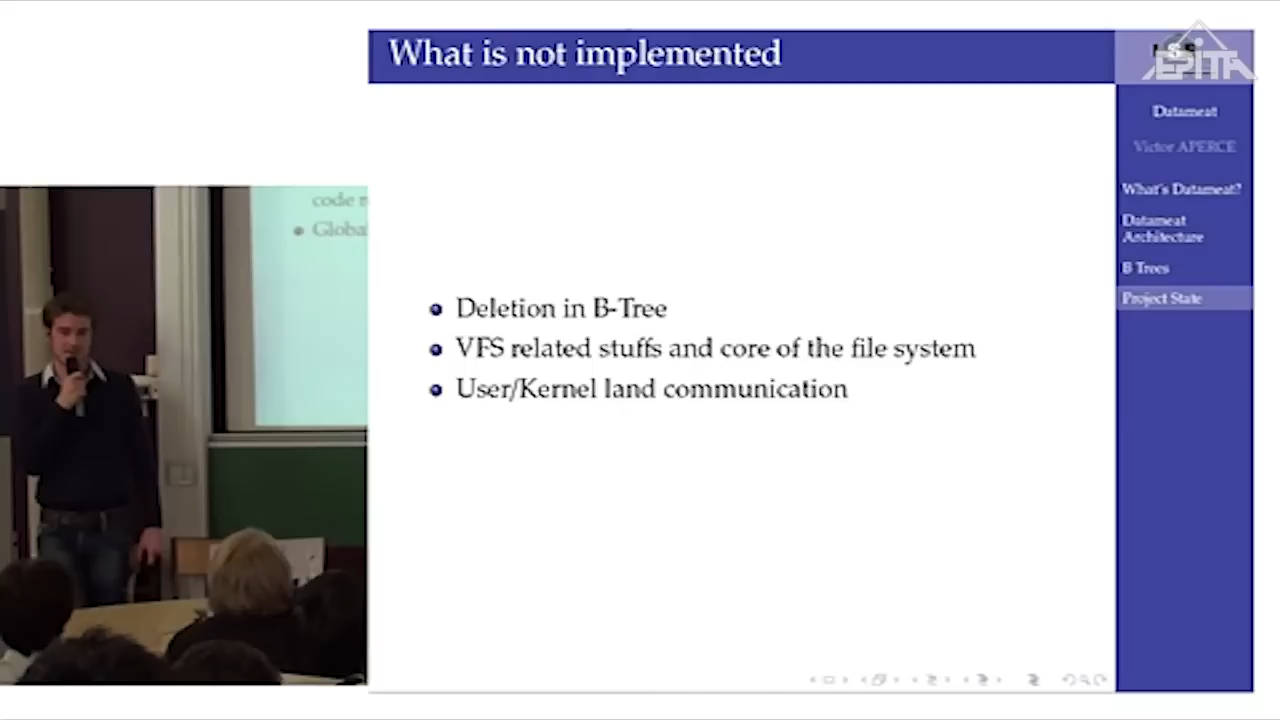 What is not implemented
EPITA
Datameat
Victor APERCE
What's Datameat?
Datameat
Architecture
B Trees
Project State
code
Globa
Deletion in B-Tree
VFS related stuffs and core of the file system
User/Kernel land communication